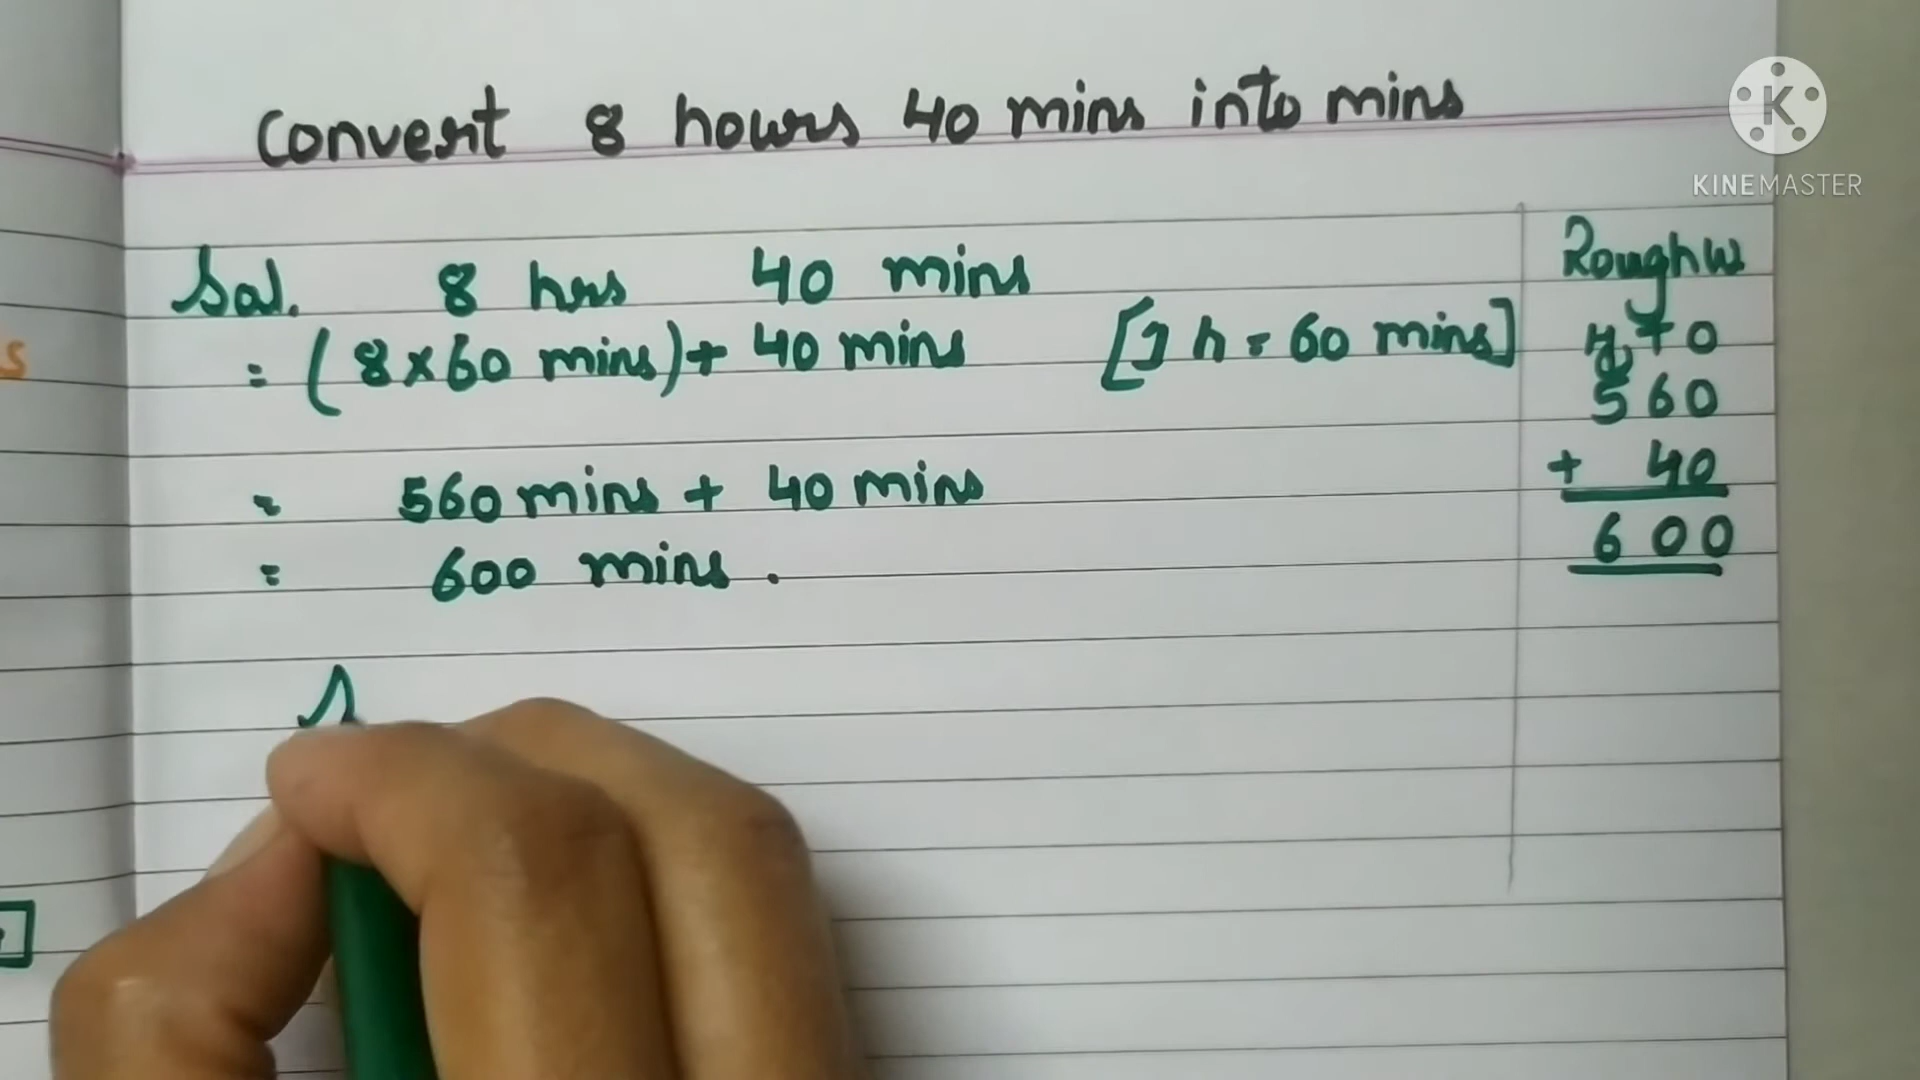 Convert 8 hours 40 mins into mins
KINEMASTER
Sol. 8 hrs 40 mins
= (8×60 mins) + 40 mins [1 h = 60 mins]
= 560 mins + 40 mins
= 600 mins.
A
Rough w
560
+ 40
600